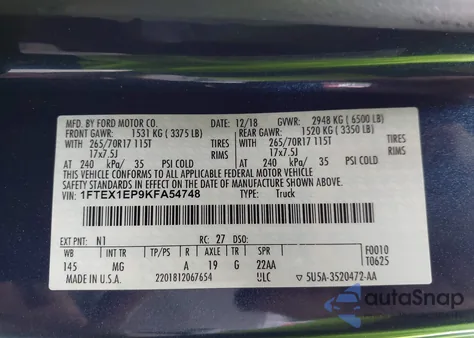 MFD. BY FORD MOTOR CO. DATE: 12/18 GVWR: 2948 KG ( 6500 LB)
FRONT GAWR: 1531 KG ( 3375 LB) REAR GAWR: 1520 KG ( 3350 LB)
265/70R17 115T TIRES 265/70R17 115T TIRES
17x7.5J RIMS 17x7.5J RIMS
AT 240 kPa/ 35 PSI COLD AT 240 kPa/ 35 PSI COLD
THIS VEHICLE CONFORMS TO ALL APPLICABLE FEDERAL MOTOR VEHICLE
SAFETY STANDARDS IN EFFECT ON THE DATE OF MANUFACTURE SHOWN ABOVE.
VIN: 1FTEX1EP9KFA54748 TYPE: Truck
EXT PNT: N1 RC: 27 DSO:
WB INT TR TP/PS R AXLE TR SPR F0010
145 MG A 19 G 22AA T0625
MADE IN U.S.A. 2201812067654 ULC 5U5A-3520472-AA
autoSnap